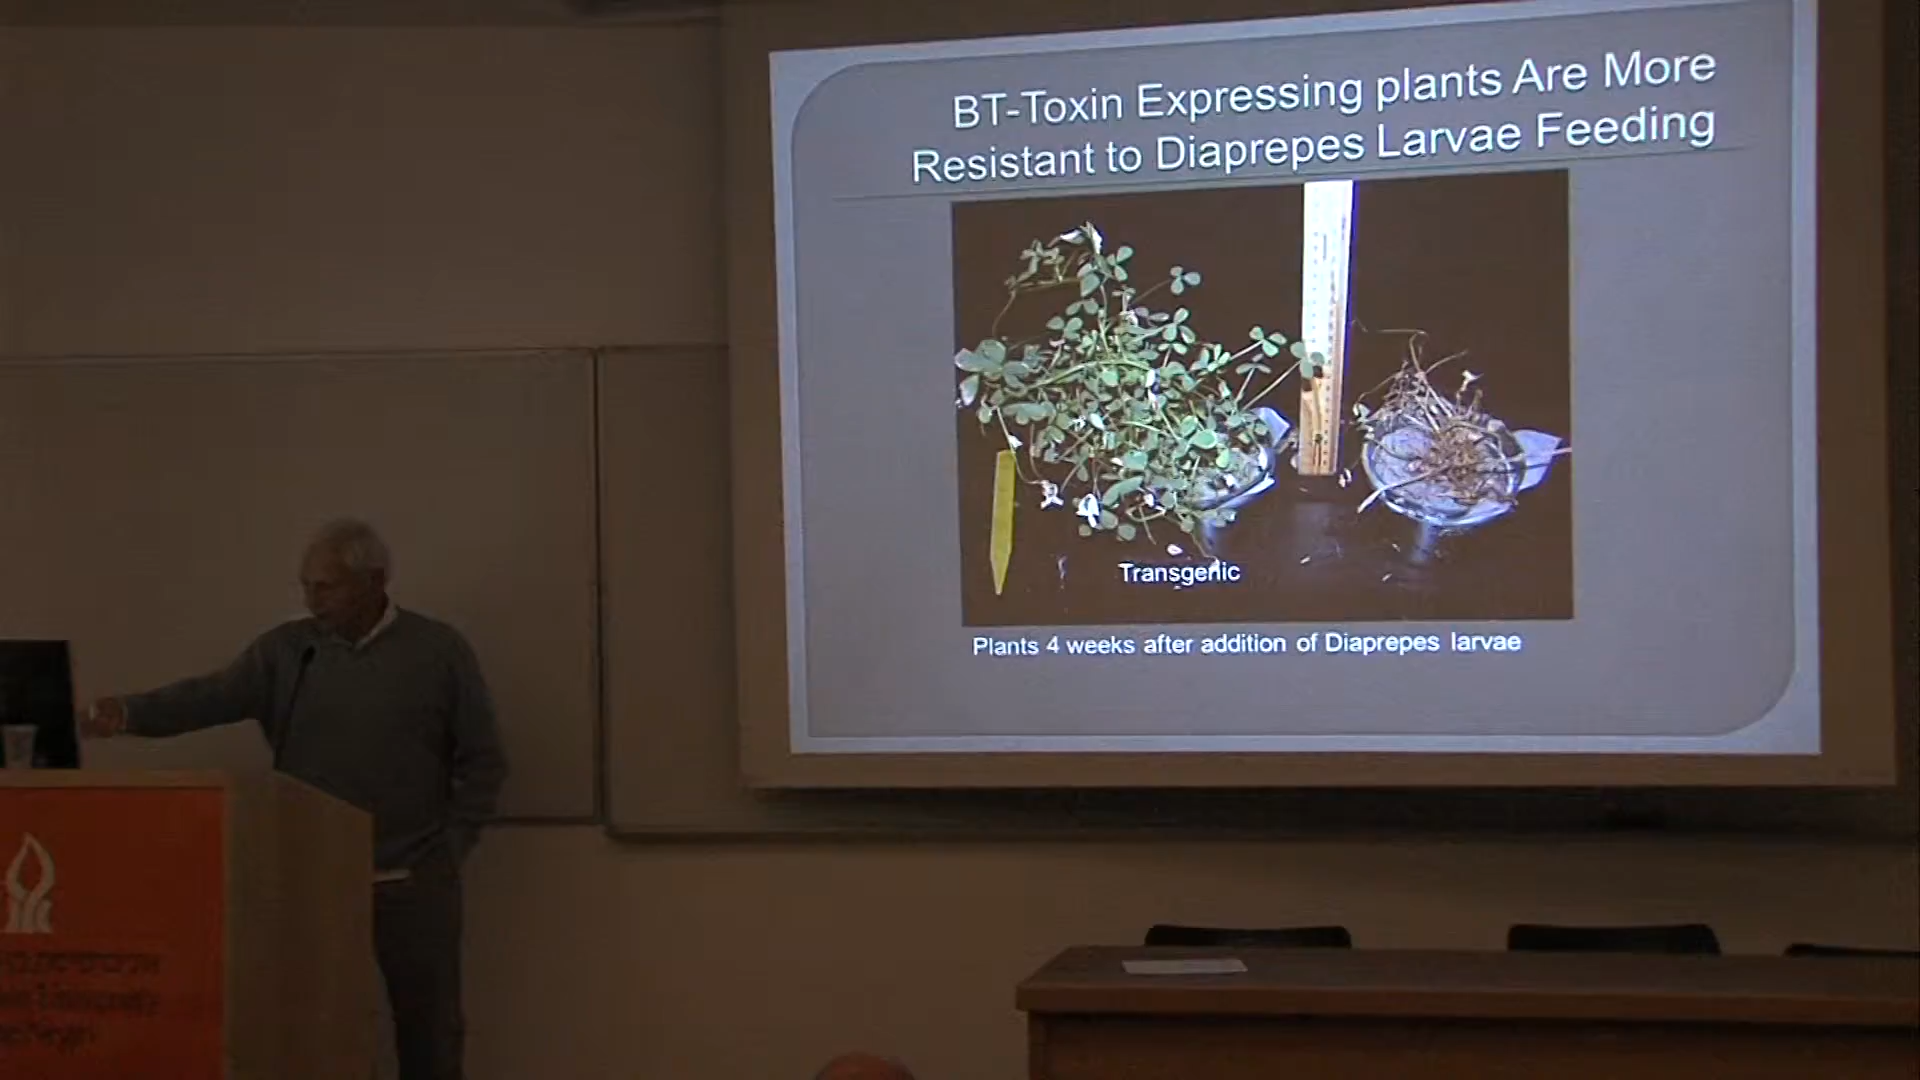 BT-Toxin Expressing plants Are More
Resistant to Diaprepes Larvae Feeding
Transgenic
Plants 4 weeks after addition of Diaprepes larvae